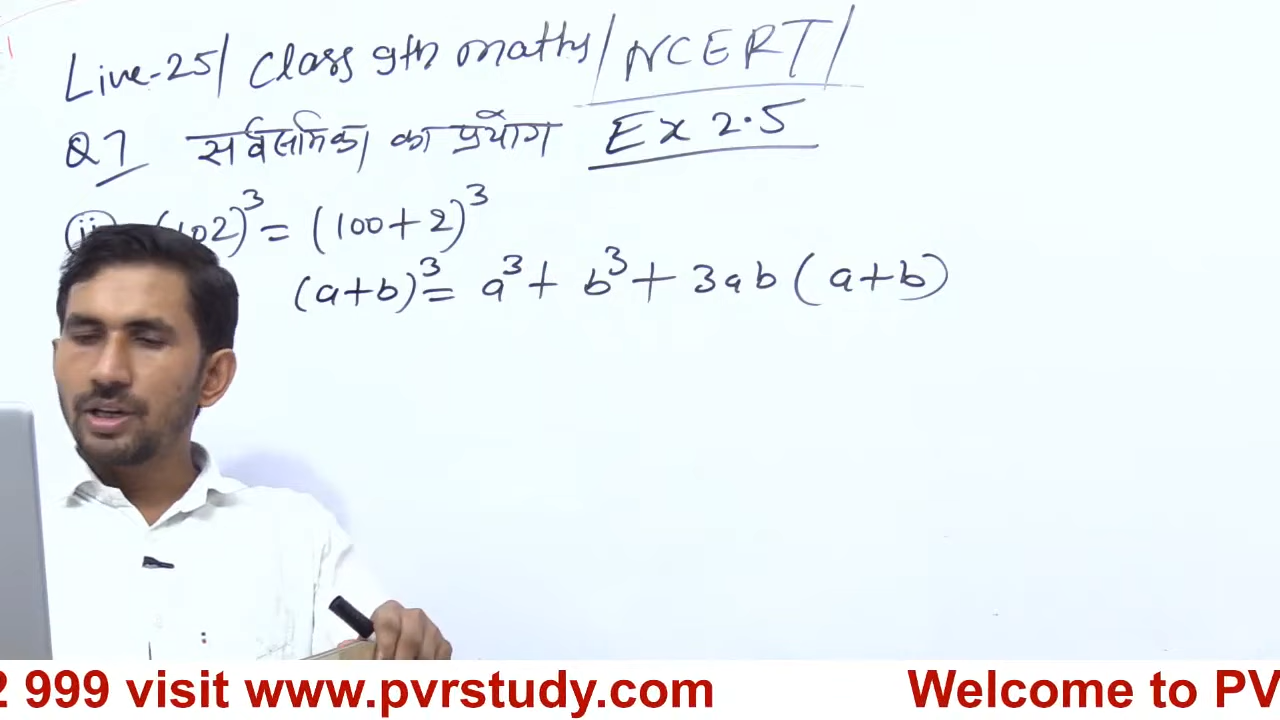 Live-25/ Class 9th maths/ NCERT/
Q7 सर्वसमिका का प्रयोग Ex 2.5
(ii) (102)³ = (100+2)³
(a+b)³ = a³ + b³ + 3ab (a+b)
2 999 visit www.pvrstudy.com Welcome to PV